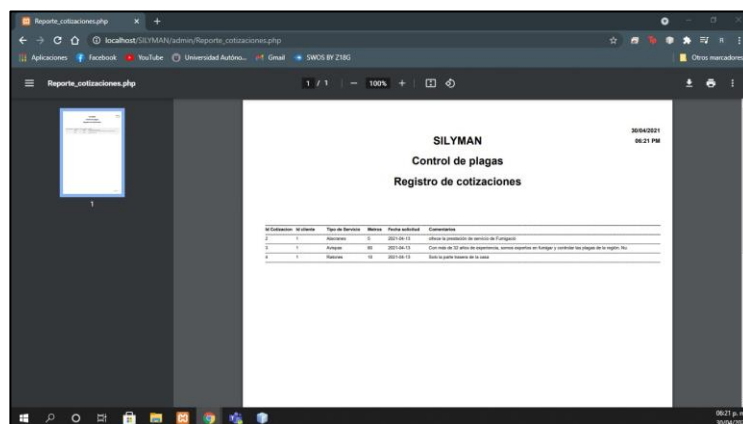 Reporte_cotizaciones.php
localhost/SILYMAN/admin/Reporte_cotizaciones.php
Aplicaciones Facebook YouTube Universidad Autóno... Gmail SWOS BY Z18G Otros marcadores
Reporte_cotizaciones.php 1 / 1 100%
1
30/04/2021
06:21 PM
SILYMAN
Control de plagas
Registro de cotizaciones
Id Cotizacion Id cliente Tipo de Servicio Metros Fecha solicitud Comentarios
2 1 0 2021-04-13 ofrece la prestación de servicio de Fumigació
3 1 Avispas 60 2021-04-13 Con más de 32 años de experiencia, somos expertos en fumigar y controlar las plagas de la región. Nu
4 1 Ratones 10 2021-04-13 Solo la parte trasera de la casa
06:21 p. m.
30/04/202